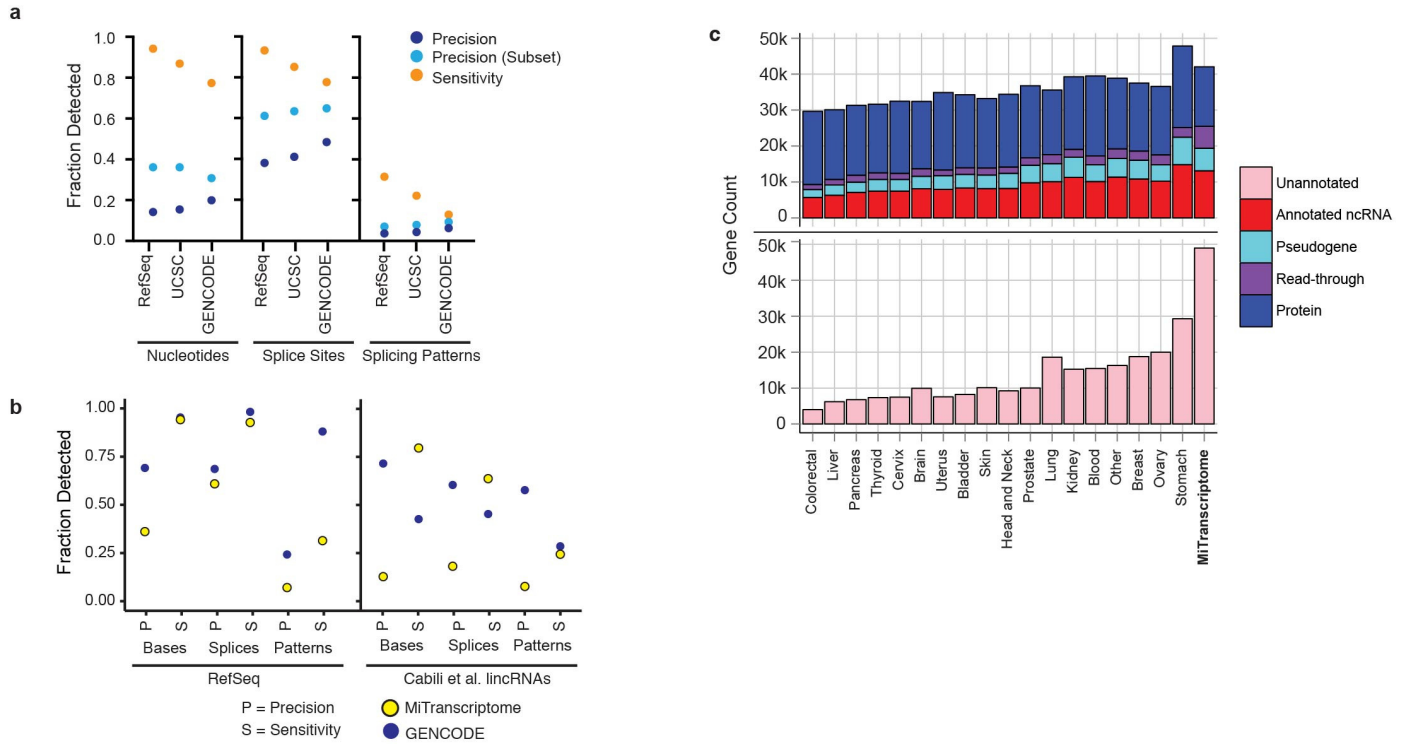 a
Fraction Detected
1.0
0.8
0.6
0.4
0.2
0.0
Precision
Precision (Subset)
Sensitivity
RefSeq
UCSC
GENCODE
RefSeq
UCSC
GENCODE
RefSeq
UCSC
GENCODE
Nucleotides
Splice Sites
Splicing Patterns
b
Fraction Detected
1.00
0.75
0.50
0.25
0.00
P
S
P
S
P
S
P
S
P
S
P
S
Bases
Splices
Patterns
Bases
Splices
Patterns
RefSeq
Cabili et al. lincRNAs
P = Precision
S = Sensitivity
MiTranscriptome
GENCODE
c
Gene Count
50k
40k
30k
20k
10k
0
50k
40k
30k
20k
10k
0
Colorectal
Liver
Pancreas
Thyroid
Cervix
Brain
Uterus
Bladder
Skin
Head and Neck
Prostate
Lung
Kidney
Blood
Other
Breast
Ovary
Stomach
MiTranscriptome
Unannotated
Annotated ncRNA
Pseudogene
Read-through
Protein